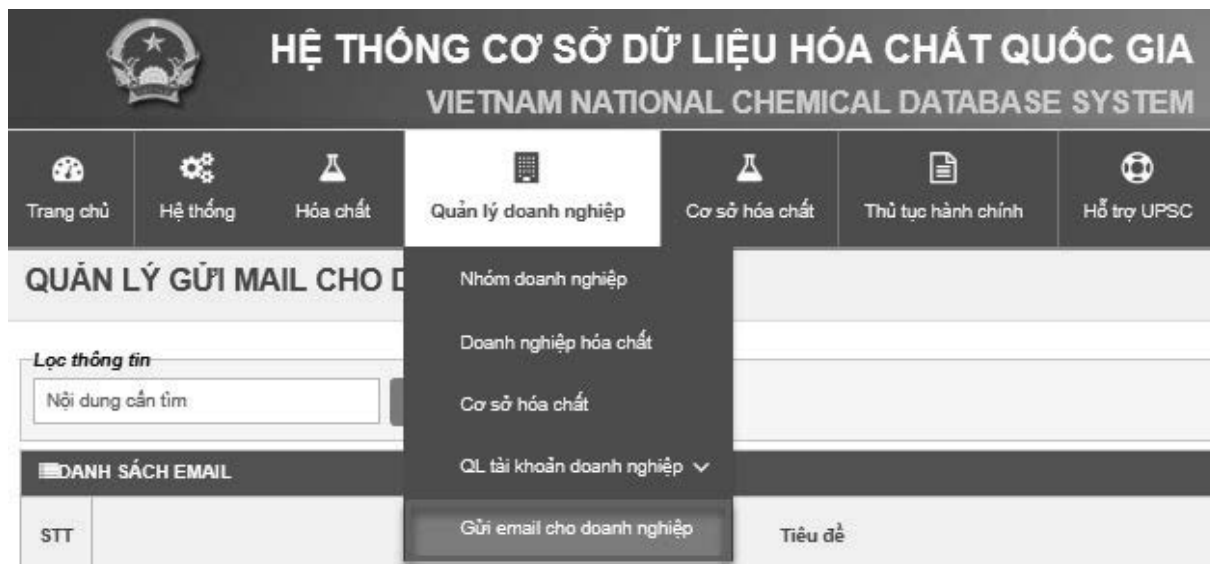 HỆ THỐNG CƠ SỞ DỮ LIỆU HÓA CHẤT QUỐC GIA
VIETNAM NATIONAL CHEMICAL DATABASE SYSTEM
Trang chủ Hệ thống Hóa chất Quản lý doanh nghiệp Cơ sở hóa chất Thủ tục hành chính Hỗ trợ UPSC
QUẢN LÝ GỬI MAIL CHO
Nhóm doanh nghiệp
Doanh nghiệp hóa chất
Lọc thông tin
Nội dung cần tìm
Cơ sở hóa chất
DANH SÁCH EMAIL
QL tài khoản doanh nghiệp
STT
Gửi email cho doanh nghiệp
Tiêu đề